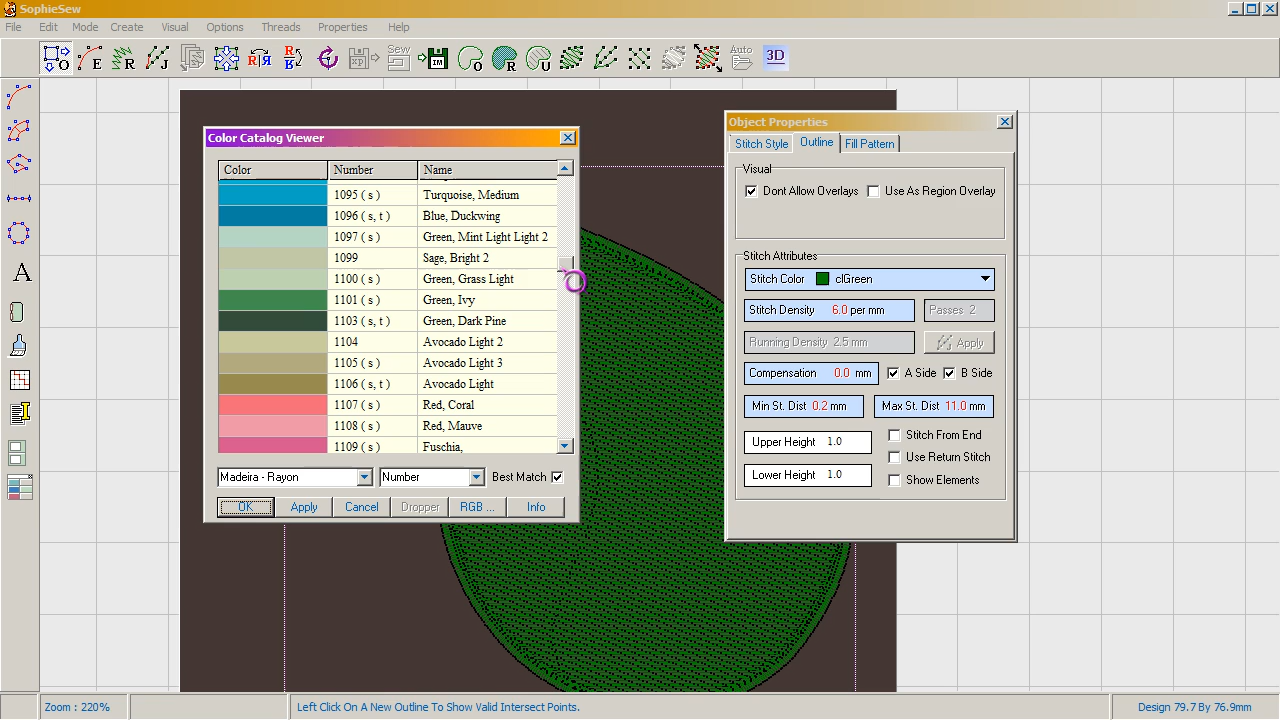 SophieSew
File Edit Mode Create Visual Options Threads Properties Help
O E R J R R R R xp Sew IM O R U Auto 3D
A
Color Catalog Viewer
Color Number Name
1095 ( s ) Turquoise, Medium
1096 ( s, t ) Blue, Duckwing
1097 ( s ) Green, Mint Light Light 2
1099 Sage, Bright 2
1100 ( s ) Green, Grass Light
1101 ( s ) Green, Ivy
1103 ( s, t ) Green, Dark Pine
1104 Avocado Light 2
1105 ( s ) Avocado Light 3
1106 ( s, t ) Avocado Light
1107 ( s ) Red, Coral
1108 ( s ) Red, Mauve
1109 ( s ) Fuschia,
Madeira - Rayon Number Best Match
OK Apply Cancel Dropper RGB ... Info
Object Properties
Stitch Style Outline Fill Pattern
Visual
Dont Allow Overlays Use As Region Overlay
Stitch Attributes
Stitch Color clGreen
Stitch Density 6.0 per mm Passes 2
Running Density 2.5 mm Apply
Compensation 0.0 mm A Side B Side
Min St. Dist 0.2 mm Max St. Dist 11.0 mm
Upper Height 1.0 Stitch From End
Use Return Stitch
Lower Height 1.0 Show Elements
Zoom : 220% Left Click On A New Outline To Show Valid Intersect Points. Design 79.7 By 76.9mm